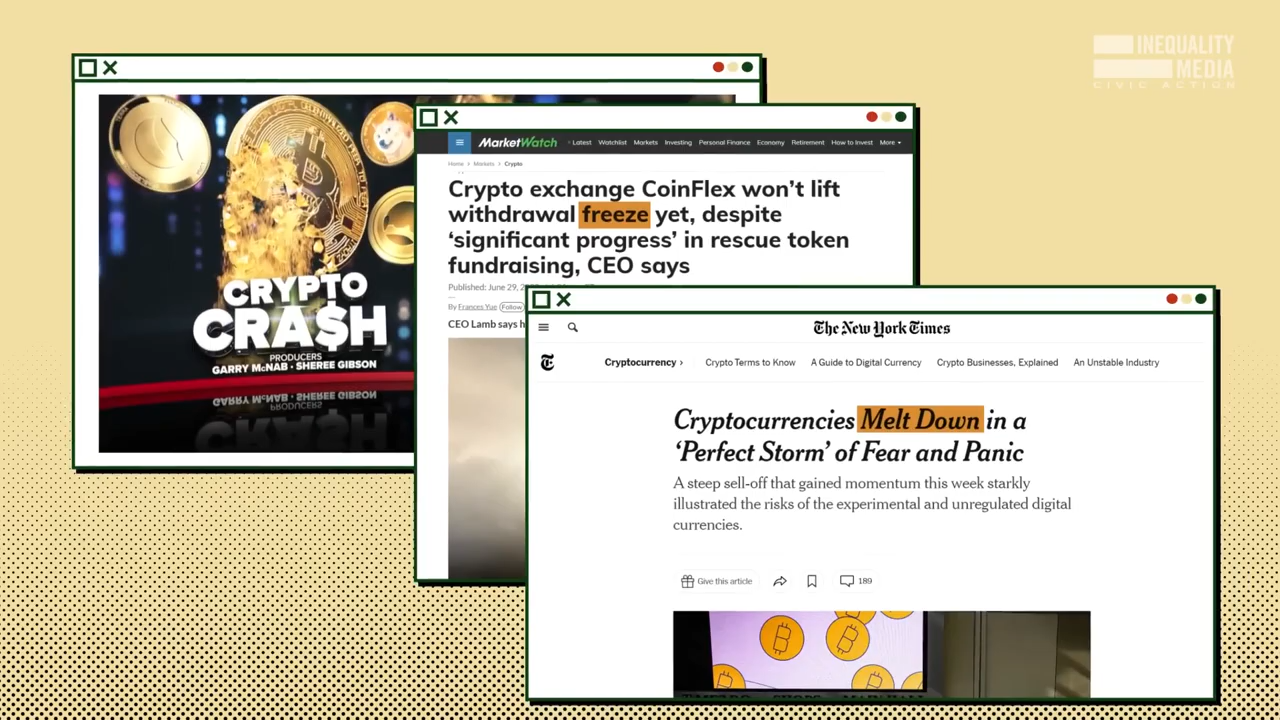 INEQUALITY
MEDIA
CIVIC ACTION
CRYPTO
CRA$H
PRODUCERS
GARRY McNAB · SHEREE GIBSON
MarketWatch
Latest Watchlist Markets Investing Personal Finance Economy Retirement How to Invest More
Home > Markets > Crypto
Crypto exchange CoinFlex won’t lift
withdrawal freeze yet, despite
‘significant progress’ in rescue token
fundraising, CEO says
Published: June 29, 
By Frances Yue Follow
CEO Lamb says h
The New York Times
Cryptocurrency › Crypto Terms to Know A Guide to Digital Currency Crypto Businesses, Explained An Unstable Industry
Cryptocurrencies Melt Down in a
‘Perfect Storm’ of Fear and Panic
A steep sell-off that gained momentum this week starkly
illustrated the risks of the experimental and unregulated digital
currencies.
Give this article 189